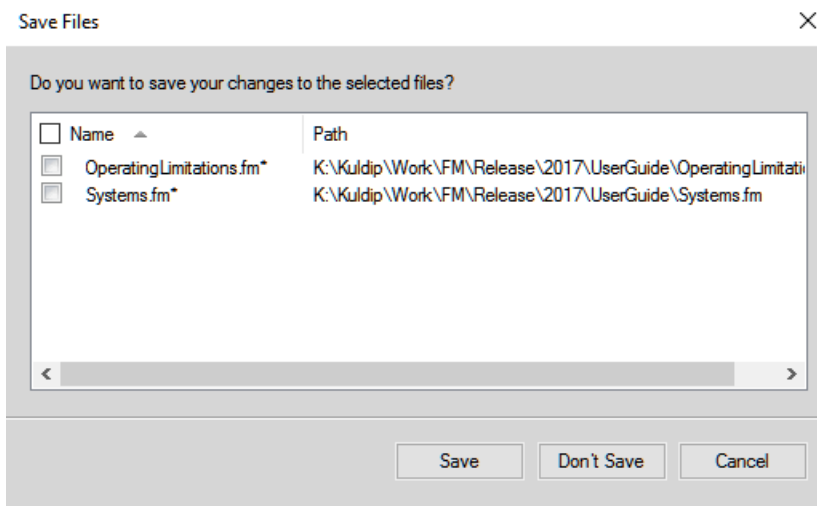 Save Files
Do you want to save your changes to the selected files?
Name Path
OperatingLimitations.fm* K:\Kuldip\Work\FM\Release\2017\UserGuide\OperatingLimitati
Systems.fm* K:\Kuldip\Work\FM\Release\2017\UserGuide\Systems.fm
Save Don't Save Cancel